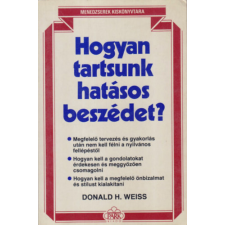 MENEDZSEREK KISKÖNYVTÁRA
Hogyan
tartsunk
hatásos
beszédet?
Megfelelő tervezés és gyakorlás
után nem kell félni a nyilvános
fellépéstől
Hogyan kell a gondolatokat
érdekesen és meggyőzően
csomagolni
Hogyan kell a megfelelő önbizalmat
és stílust kialakítani
DONALD H. WEISS